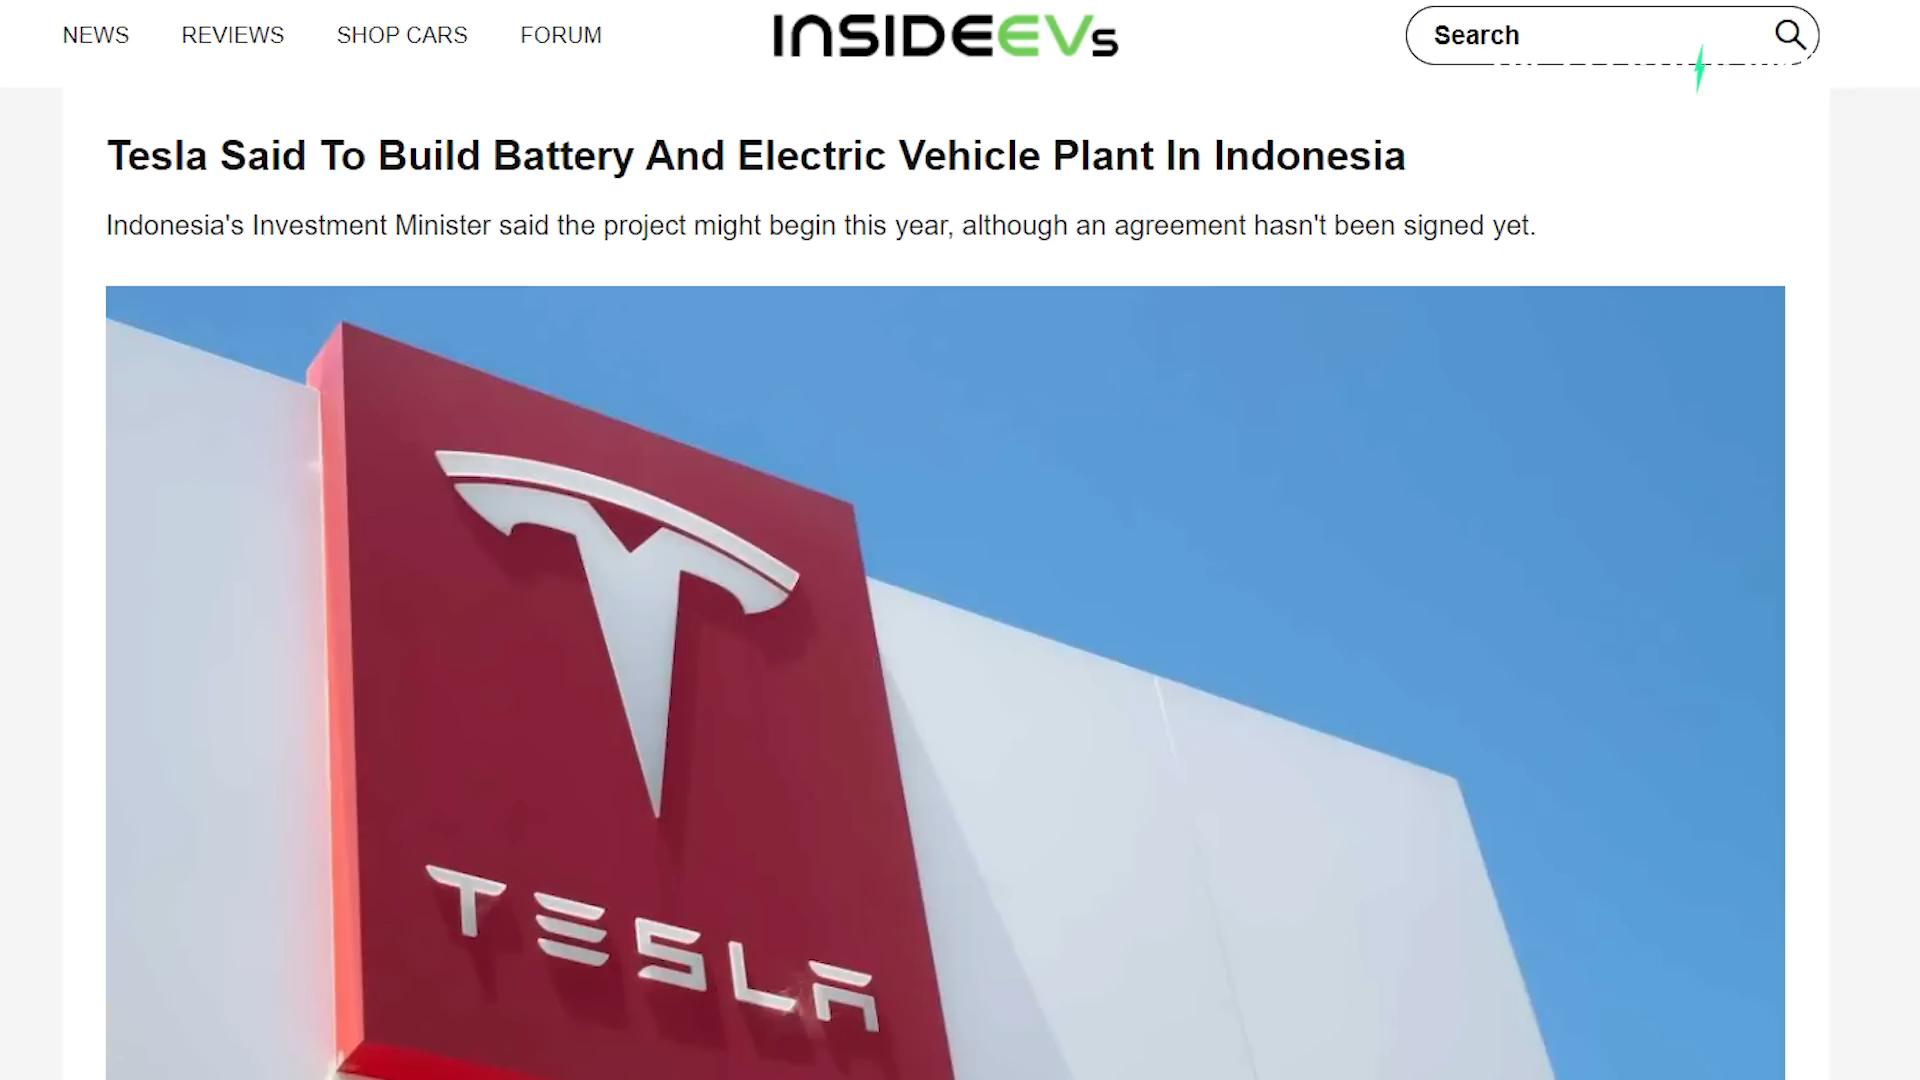 NEWS REVIEWS SHOP CARS FORUM INSIDEEVs Search
Tesla Said To Build Battery And Electric Vehicle Plant In Indonesia
Indonesia's Investment Minister said the project might begin this year, although an agreement hasn't been signed yet.
TESLA